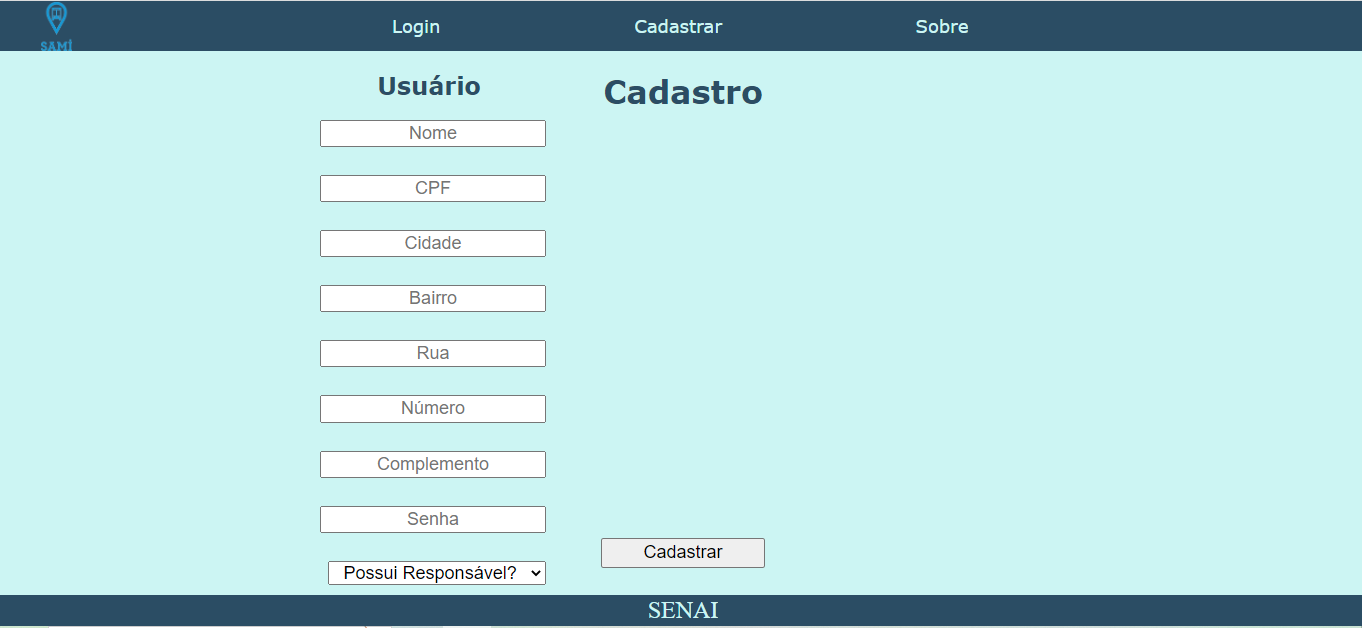 SAMI
Login
Cadastrar
Sobre
Usuário
Cadastro
Nome
CPF
Cidade
Bairro
Rua
Número
Complemento
Senha
Possui Responsável?
Cadastrar
SENAI